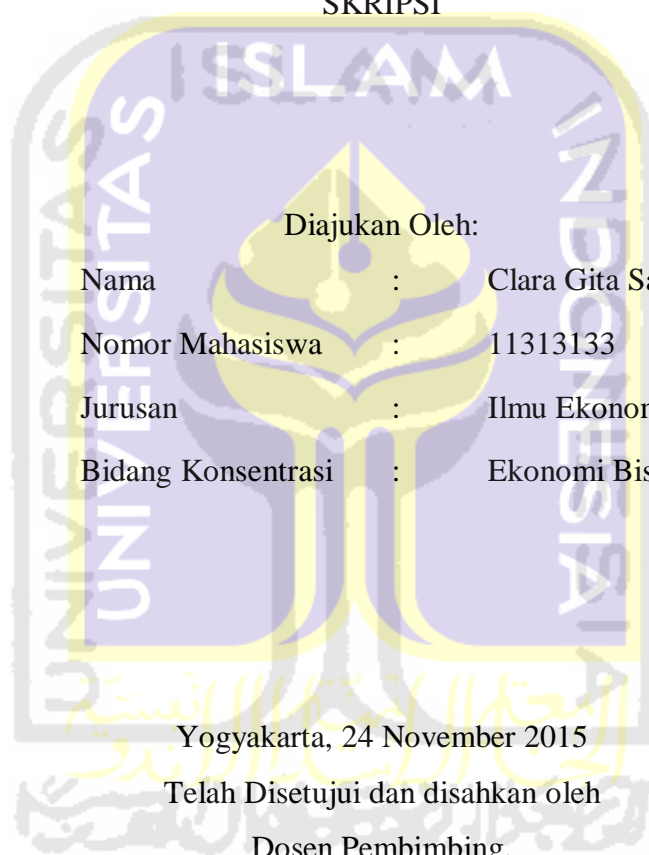 SKRIPSI
ISLAM
UNIVERSITAS
INDONESIA
Diajukan Oleh:
Nama : Clara Gita
Nomor Mahasiswa : 11313133
Jurusan : Ilmu
Bidang Konsentrasi : Ekonomi
Yogyakarta, 24 November 2015
Telah Disetujui dan disahkan oleh
Dosen Pembimbing,